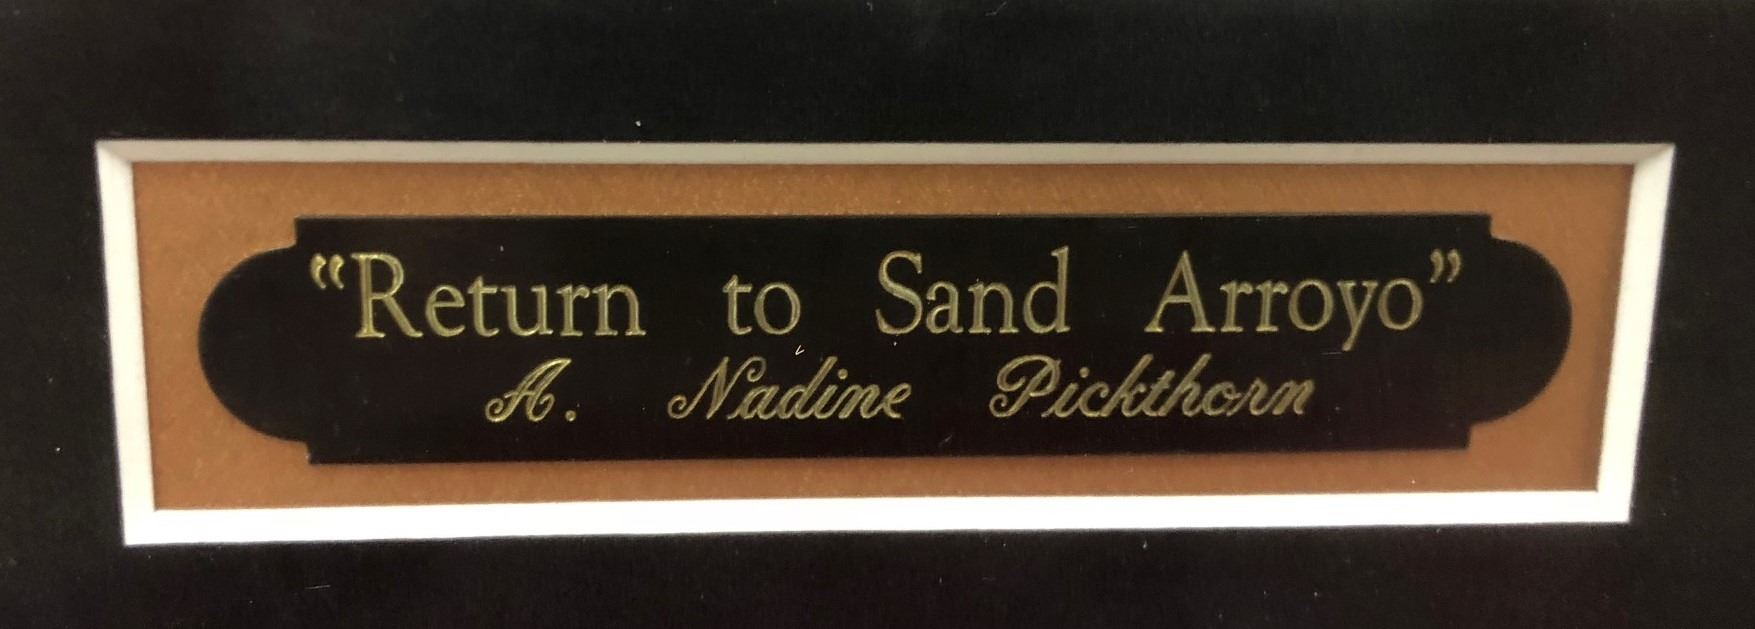 “Return to Sand Arroyo”
A. Nadine Pickthorn